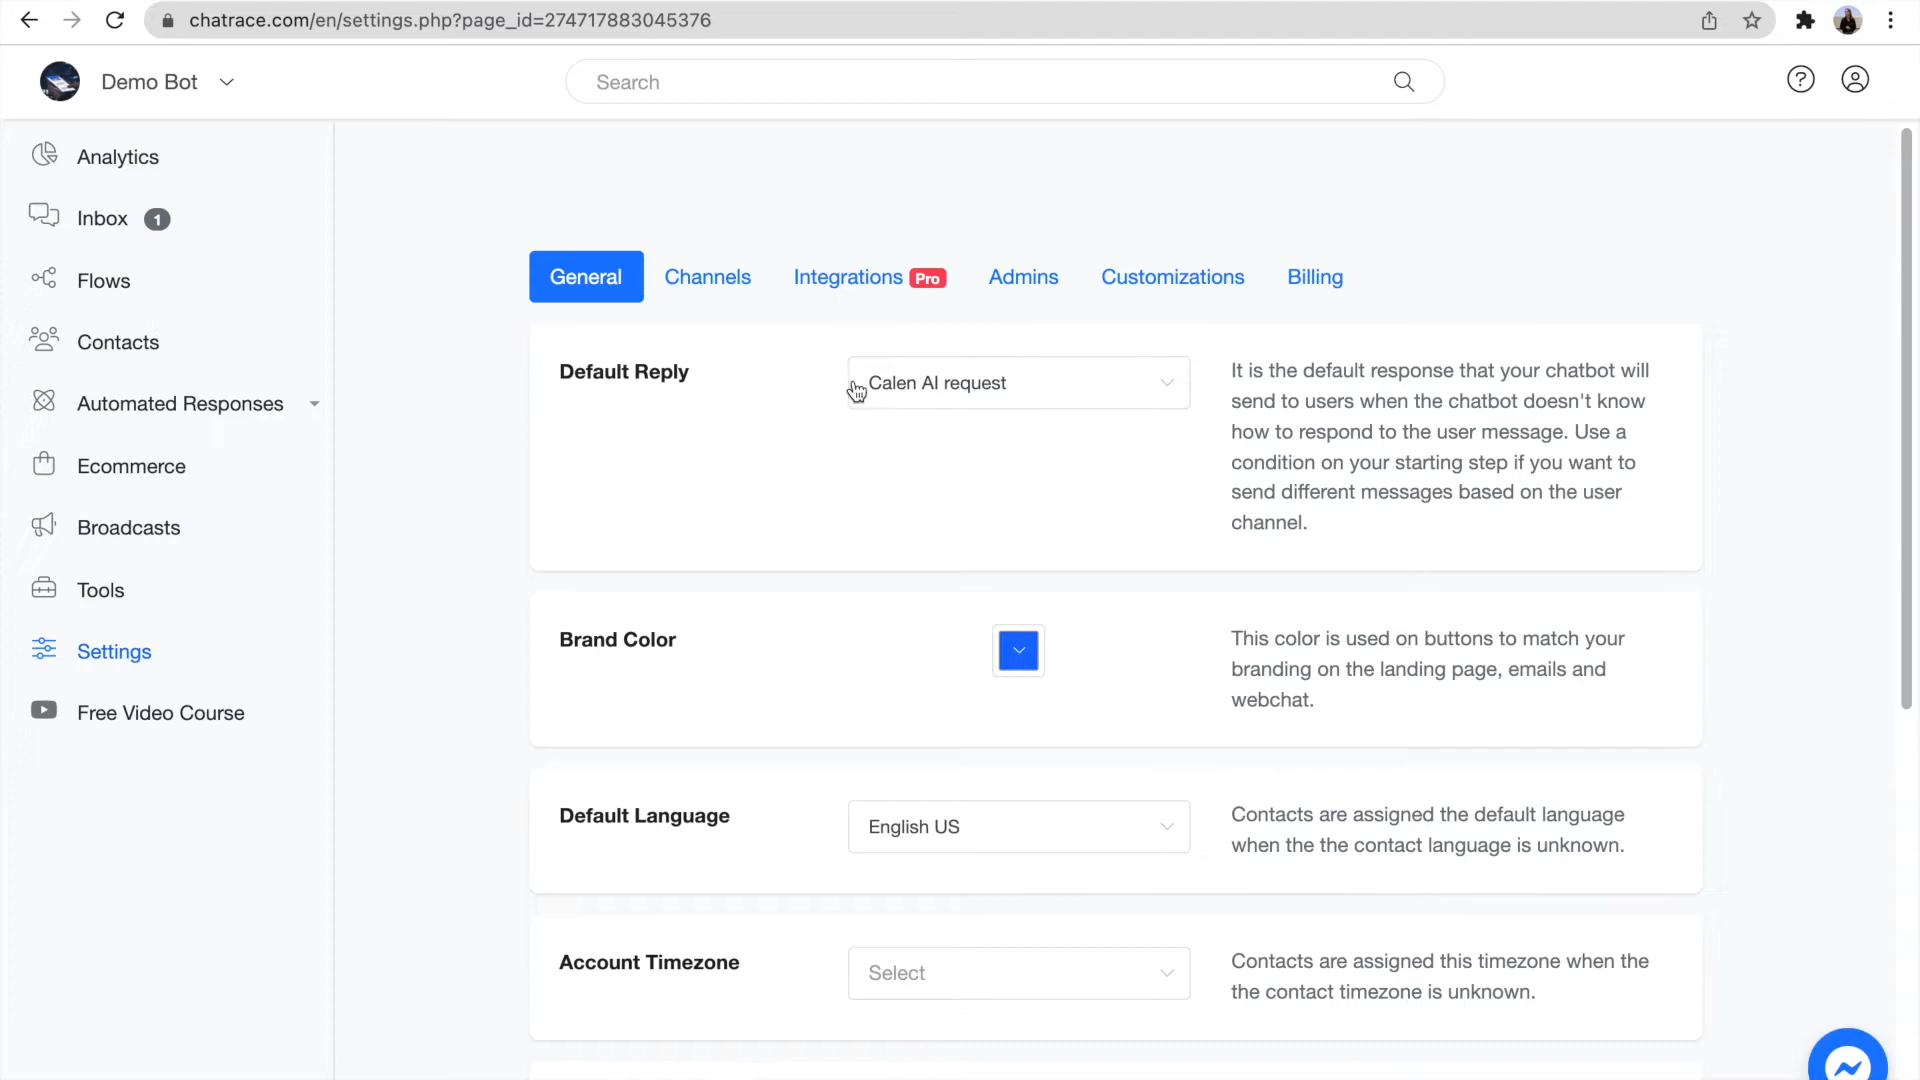 chatrace.com/en/settings.php?page_id=274717883045376
Demo Bot
Search
Analytics
Inbox 1
Flows
Contacts
Automated Responses
Ecommerce
Broadcasts
Tools
Settings
Free Video Course
General Channels Integrations Pro Admins Customizations Billing
Default Reply
Calen AI request
It is the default response that your chatbot will
send to users when the chatbot doesn't know
how to respond to the user message. Use a
condition on your starting step if you want to
send different messages based on the user
channel.
Brand Color
This color is used on buttons to match your
branding on the landing page, emails and
webchat.
Default Language
English US
Contacts are assigned the default language
when the the contact language is unknown.
Account Timezone
Select
Contacts are assigned this timezone when the
the contact timezone is unknown.